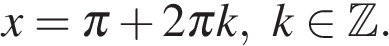 x = π + 2πk, k ∈ ℤ.